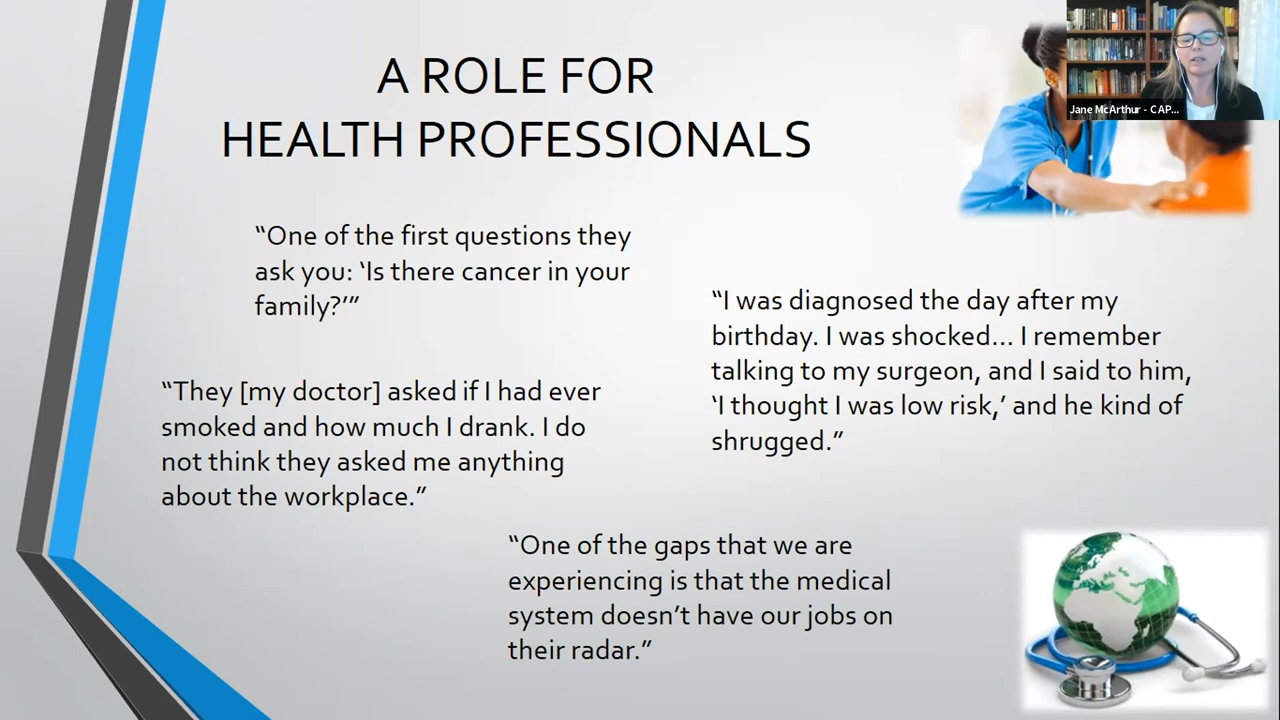 A ROLE FOR
HEALTH PROFESSIONALS
Jane McArthur - CAP...
“One of the first questions they
ask you: ‘Is there cancer in your
family?’”
“I was diagnosed the day after my
birthday. I was shocked... I remember
talking to my surgeon, and I said to him,
‘I thought I was low risk,’ and he kind of
shrugged.”
“They [my doctor] asked if I had ever
smoked and how much I drank. I do
not think they asked me anything
about the workplace.”
“One of the gaps that we are
experiencing is that the medical
system doesn’t have our jobs on
their radar.”